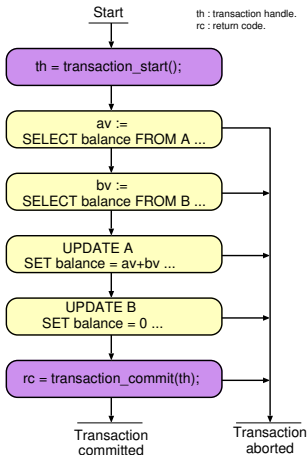 Start
th : transaction handle.
rc : return code.
th = transaction_start();
av :=
SELECT balance FROM A ...
bv :=
SELECT balance FROM B ...
UPDATE A
SET balance = av+bv ...
UPDATE B
SET balance = 0 ...
rc = transaction_commit(th);
Transaction
committed
Transaction
aborted